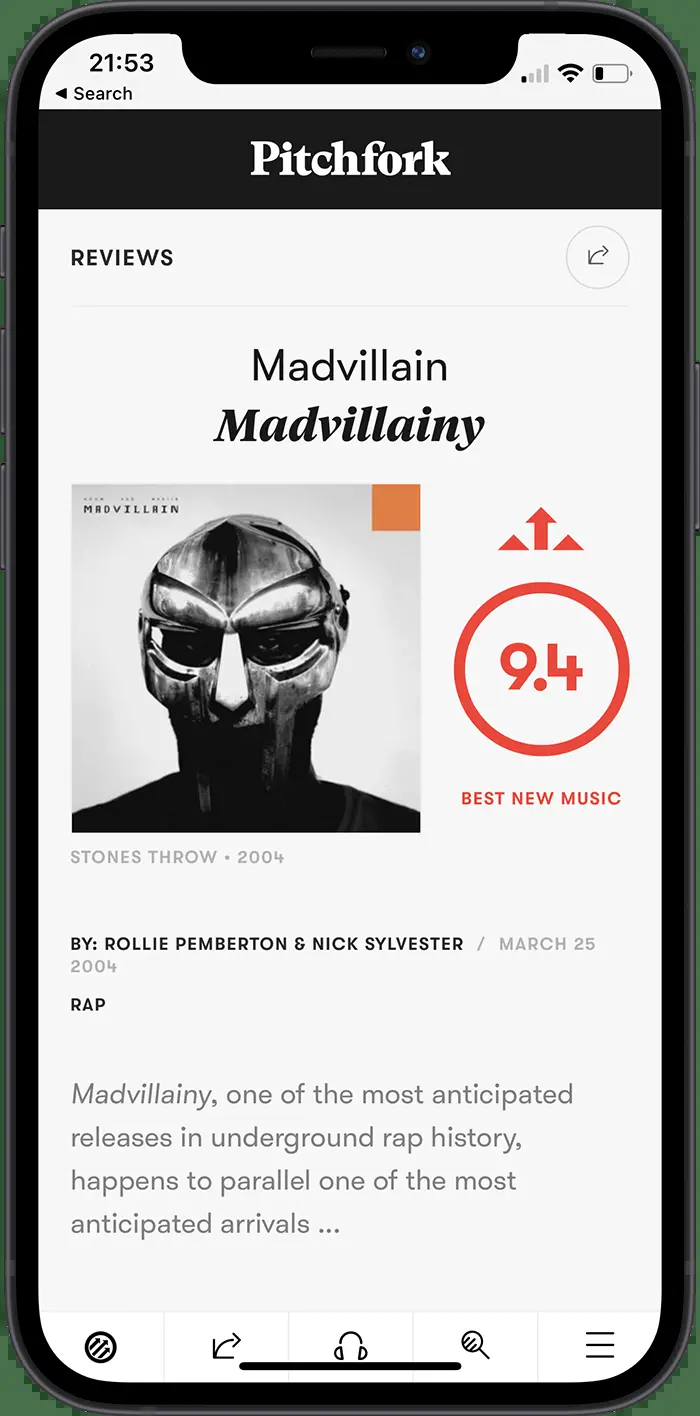 21:53
◀ Search
Pitchfork
REVIEWS
Madvillain
Madvillainy
MADVILLAIN
9.4
BEST NEW MUSIC
STONES THROW • 2004
BY: ROLLIE PEMBERTON & NICK SYLVESTER / MARCH 25
2004
RAP
Madvillainy, one of the most anticipated
releases in underground rap history,
happens to parallel one of the most
anticipated arrivals ...